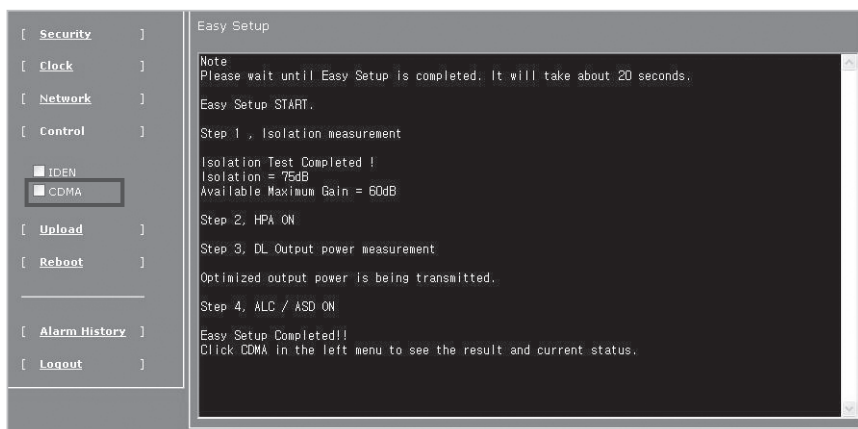 [ Security ]
[ Clock ]
[ Network ]
[ Control ]
IDEN
CDMA
[ Upload ]
[ Reboot ]
[ Alarm History ]
[ Logout ]
Easy Setup
Note
Please wait until Easy Setup is completed. It will take about 20 seconds.
Easy Setup START.
Step 1 , Isolation measurement
Isolation Test Completed !
Isolation = 75dB
Available Maximum Gain = 60dB
Step 2, HPA ON
Step 3, DL Output power measurement
Optimized output power is being transmitted.
Step 4, ALC / ASD ON
Easy Setup Completed!!
Click CDMA in the left menu to see the result and current status.